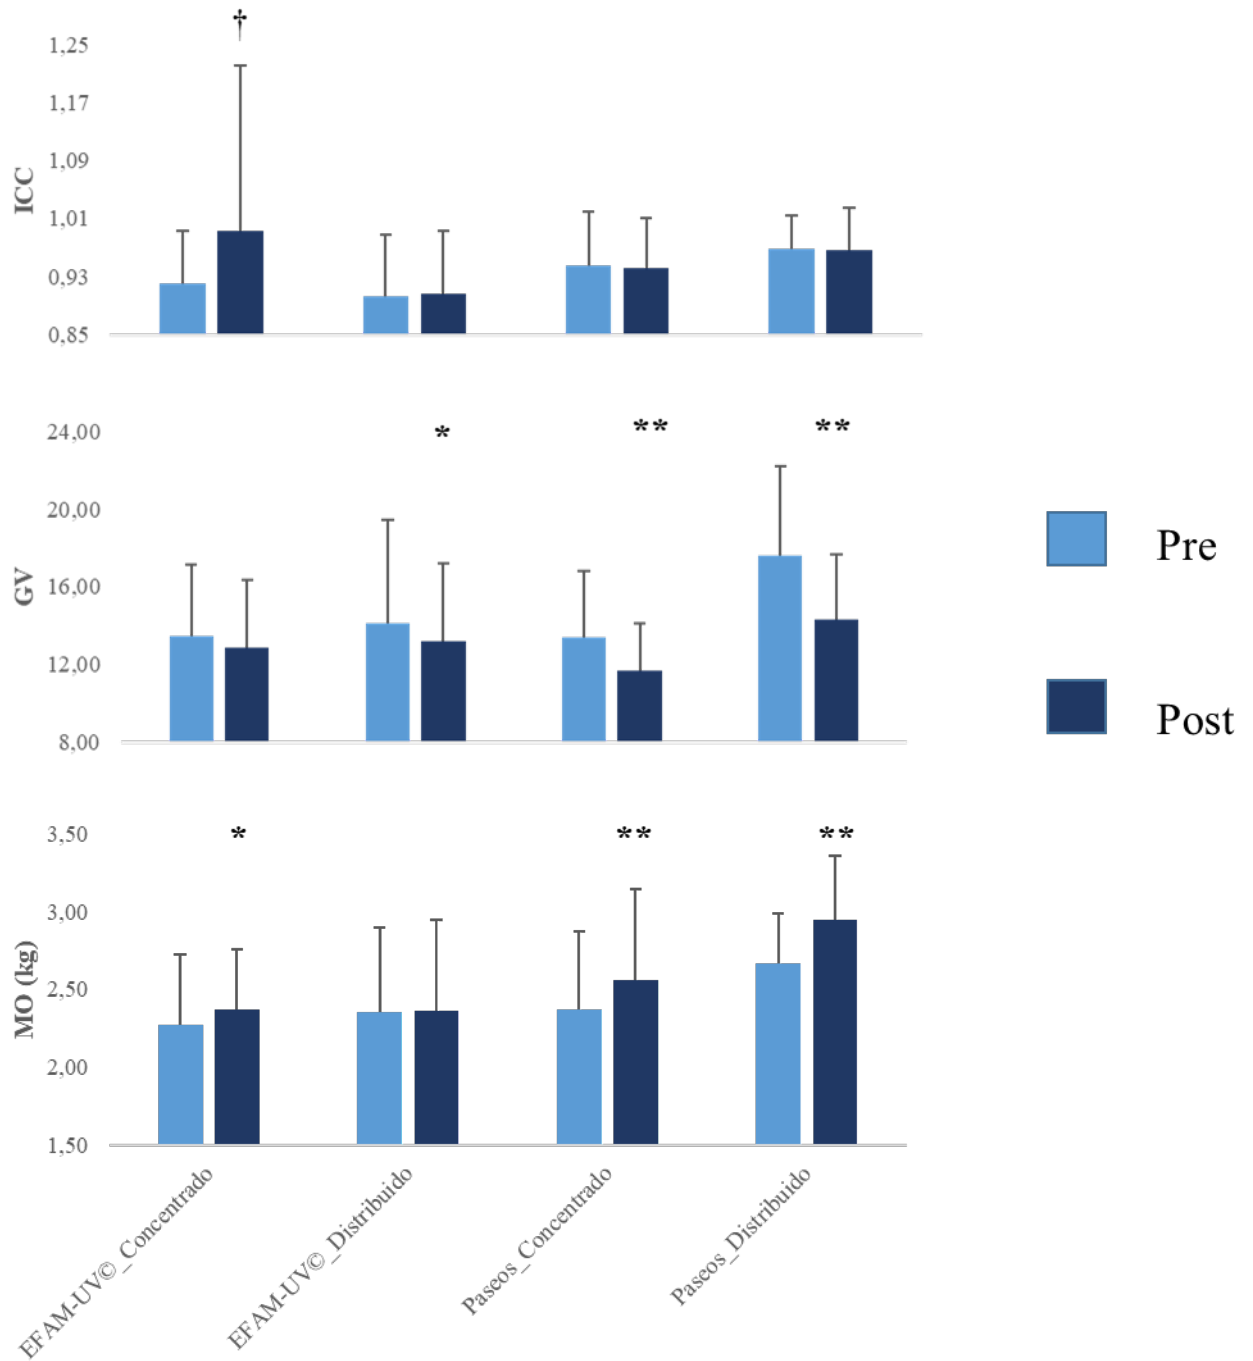 †
1,25
1,17
1,09
1,01
0,93
0,85
ICC
* ** **
24,00
20,00
16,00
12,00
8,00
GV
Pre
Post
* ** **
3,50
3,00
2,50
2,00
1,50
MO (kg)
EFAM-UV©_Concentrado
EFAM-UV©_Distribuido
Paseos_Concentrado
Paseos_Distribuido